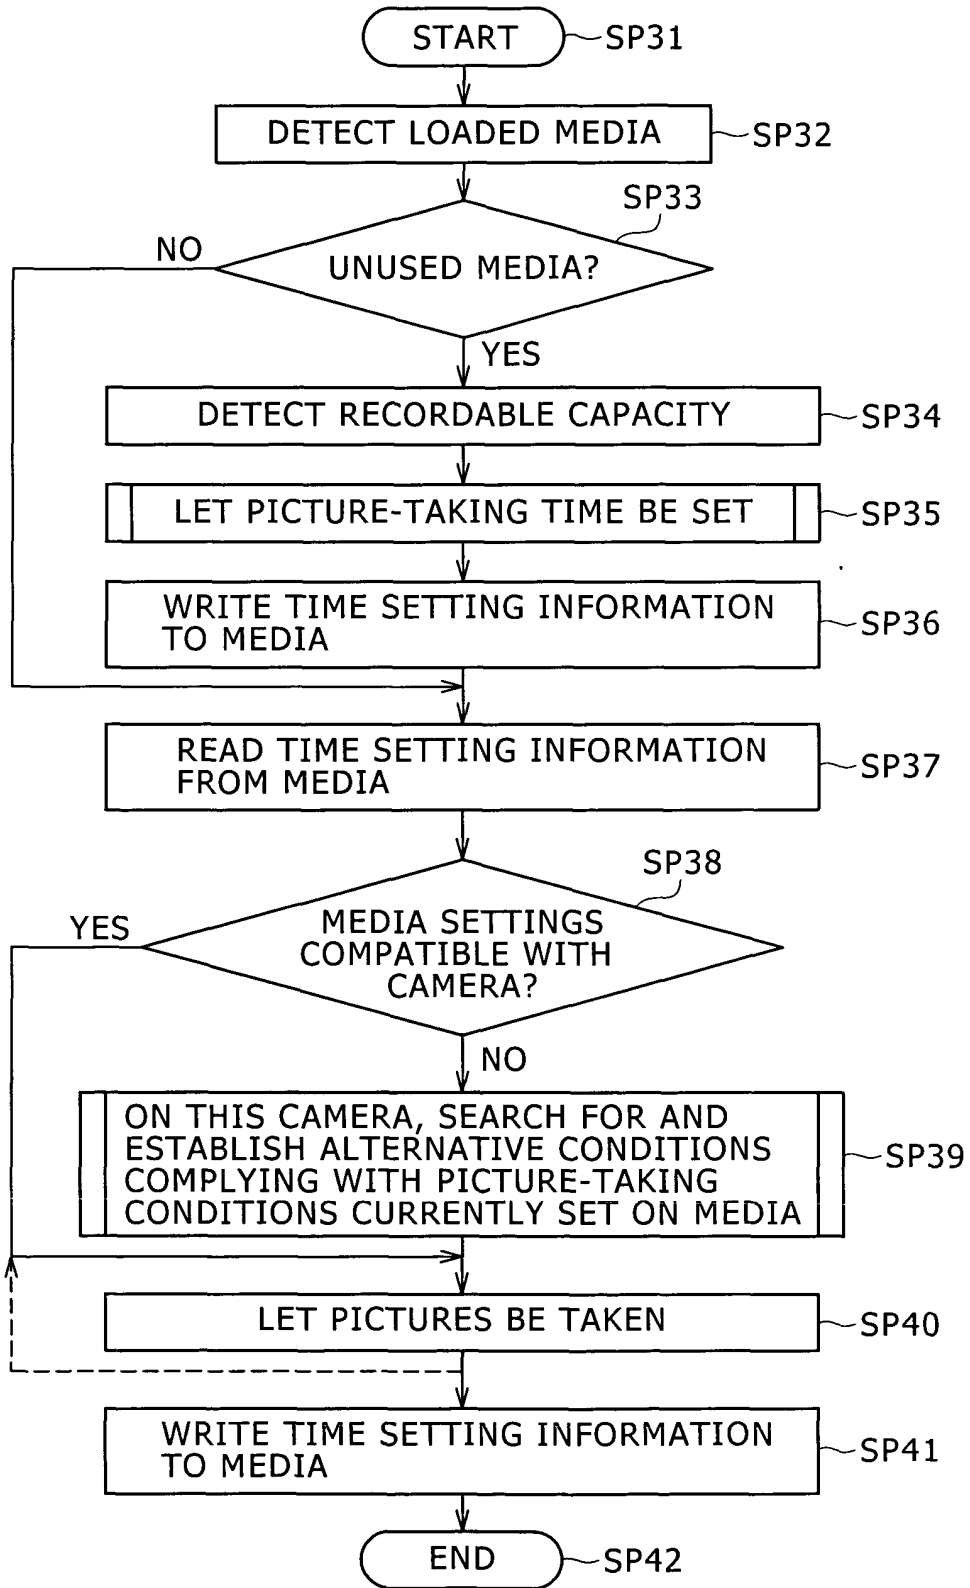 START
SP31
DETECT LOADED MEDIA
SP32
SP33
NO
UNUSED MEDIA?
YES
DETECT RECORDABLE CAPACITY
SP34
LET PICTURE-TAKING TIME BE SET
SP35
WRITE TIME SETTING INFORMATION
TO MEDIA
SP36
READ TIME SETTING INFORMATION
FROM MEDIA
SP37
SP38
YES
MEDIA SETTINGS
COMPATIBLE WITH
CAMERA?
NO
ON THIS CAMERA, SEARCH FOR AND
ESTABLISH ALTERNATIVE CONDITIONS
COMPLYING WITH PICTURE-TAKING
CONDITIONS CURRENTLY SET ON MEDIA
SP39
LET PICTURES BE TAKEN
SP40
WRITE TIME SETTING INFORMATION
TO MEDIA
SP41
END
SP42